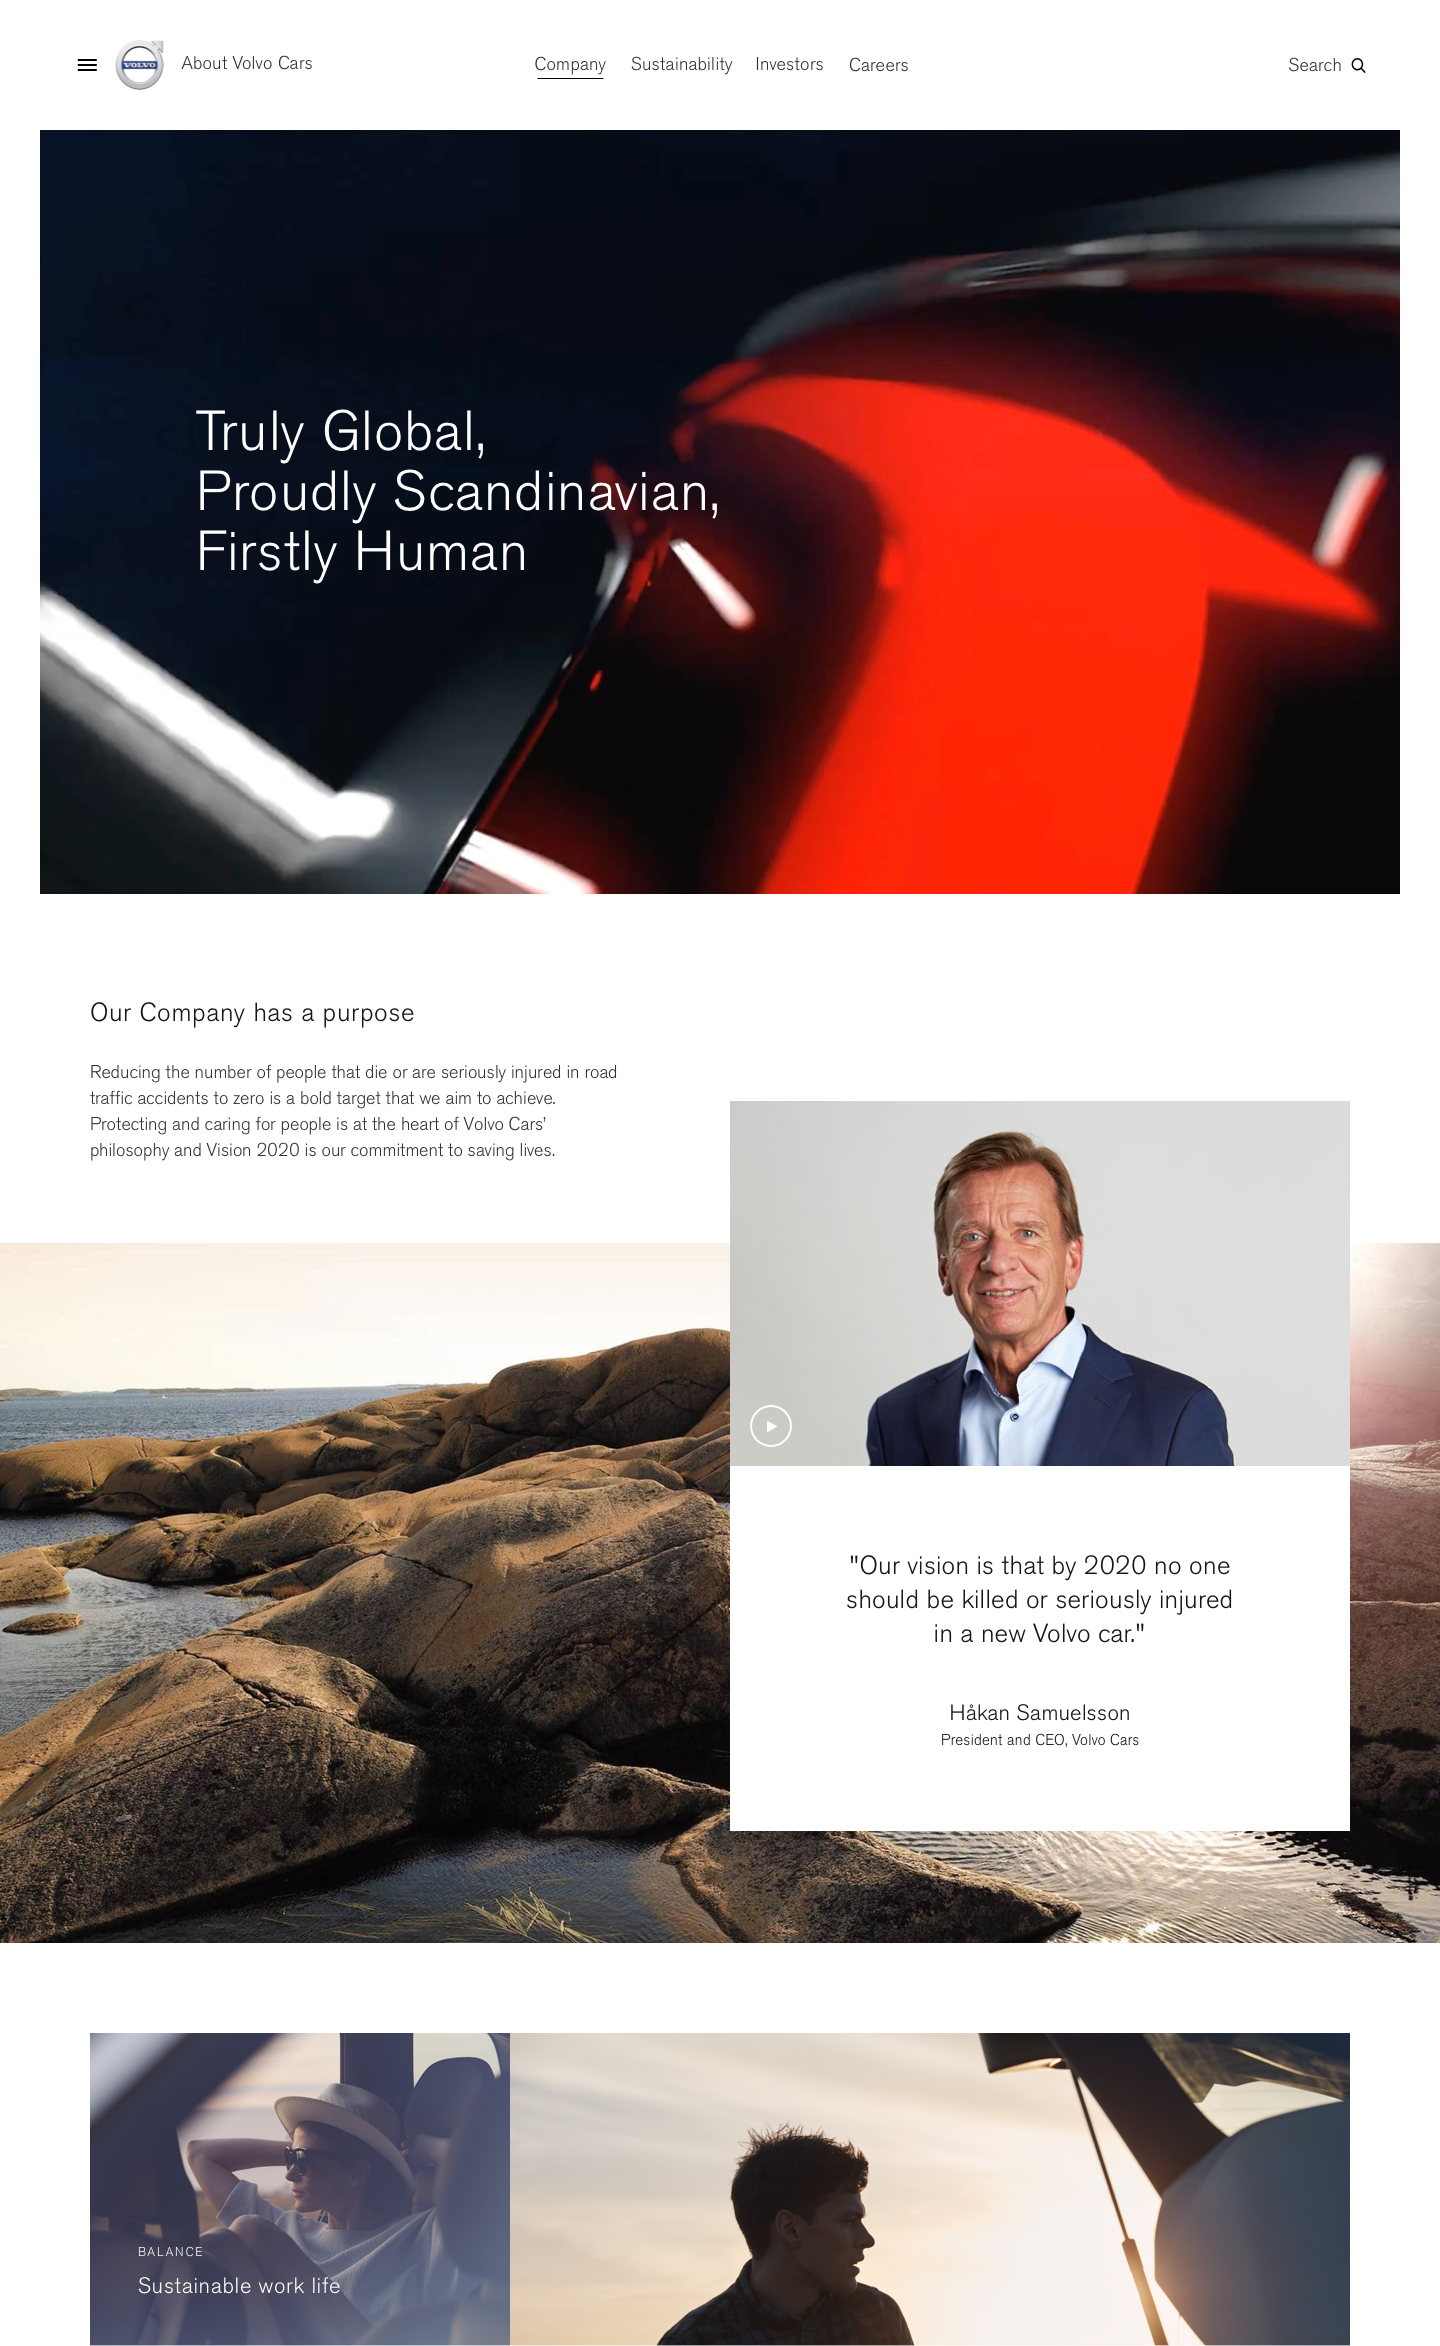 VOLVO
About Volvo Cars
Company
Sustainability
Investors
Careers
Search
Truly Global,
Proudly Scandinavian,
Firstly Human
Our Company has a purpose
Reducing the number of people that die or are seriously injured in road
traffic accidents to zero is a bold target that we aim to achieve.
Protecting and caring for people is at the heart of Volvo Cars'
philosophy and Vision 2020 is our commitment to saving lives.
"Our vision is that by 2020 no one
should be killed or seriously injured
in a new Volvo car."
Håkan Samuelsson
President and CEO, Volvo Cars
BALANCE
Sustainable work life